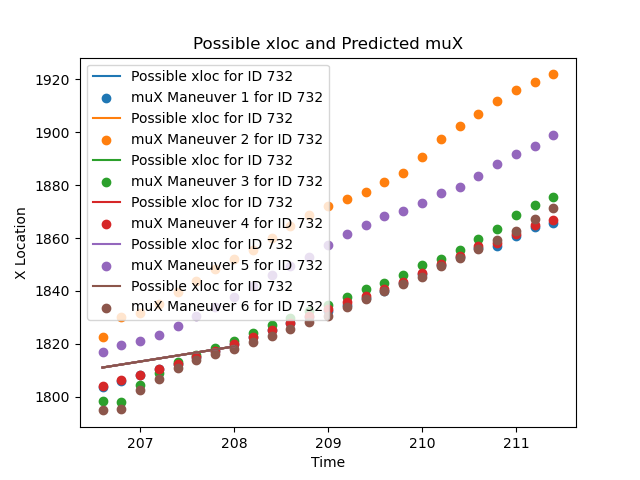 Possible xloc and Predicted muX
Possible xloc for ID 732
muX Maneuver 1 for ID 732
Possible xloc for ID 732
muX Maneuver 2 for ID 732
Possible xloc for ID 732
muX Maneuver 3 for ID 732
Possible xloc for ID 732
muX Maneuver 4 for ID 732
Possible xloc for ID 732
muX Maneuver 5 for ID 732
Possible xloc for ID 732
muX Maneuver 6 for ID 732
X Location
1920
1900
1880
1860
1840
1820
1800
207 208 209 210 211
Time